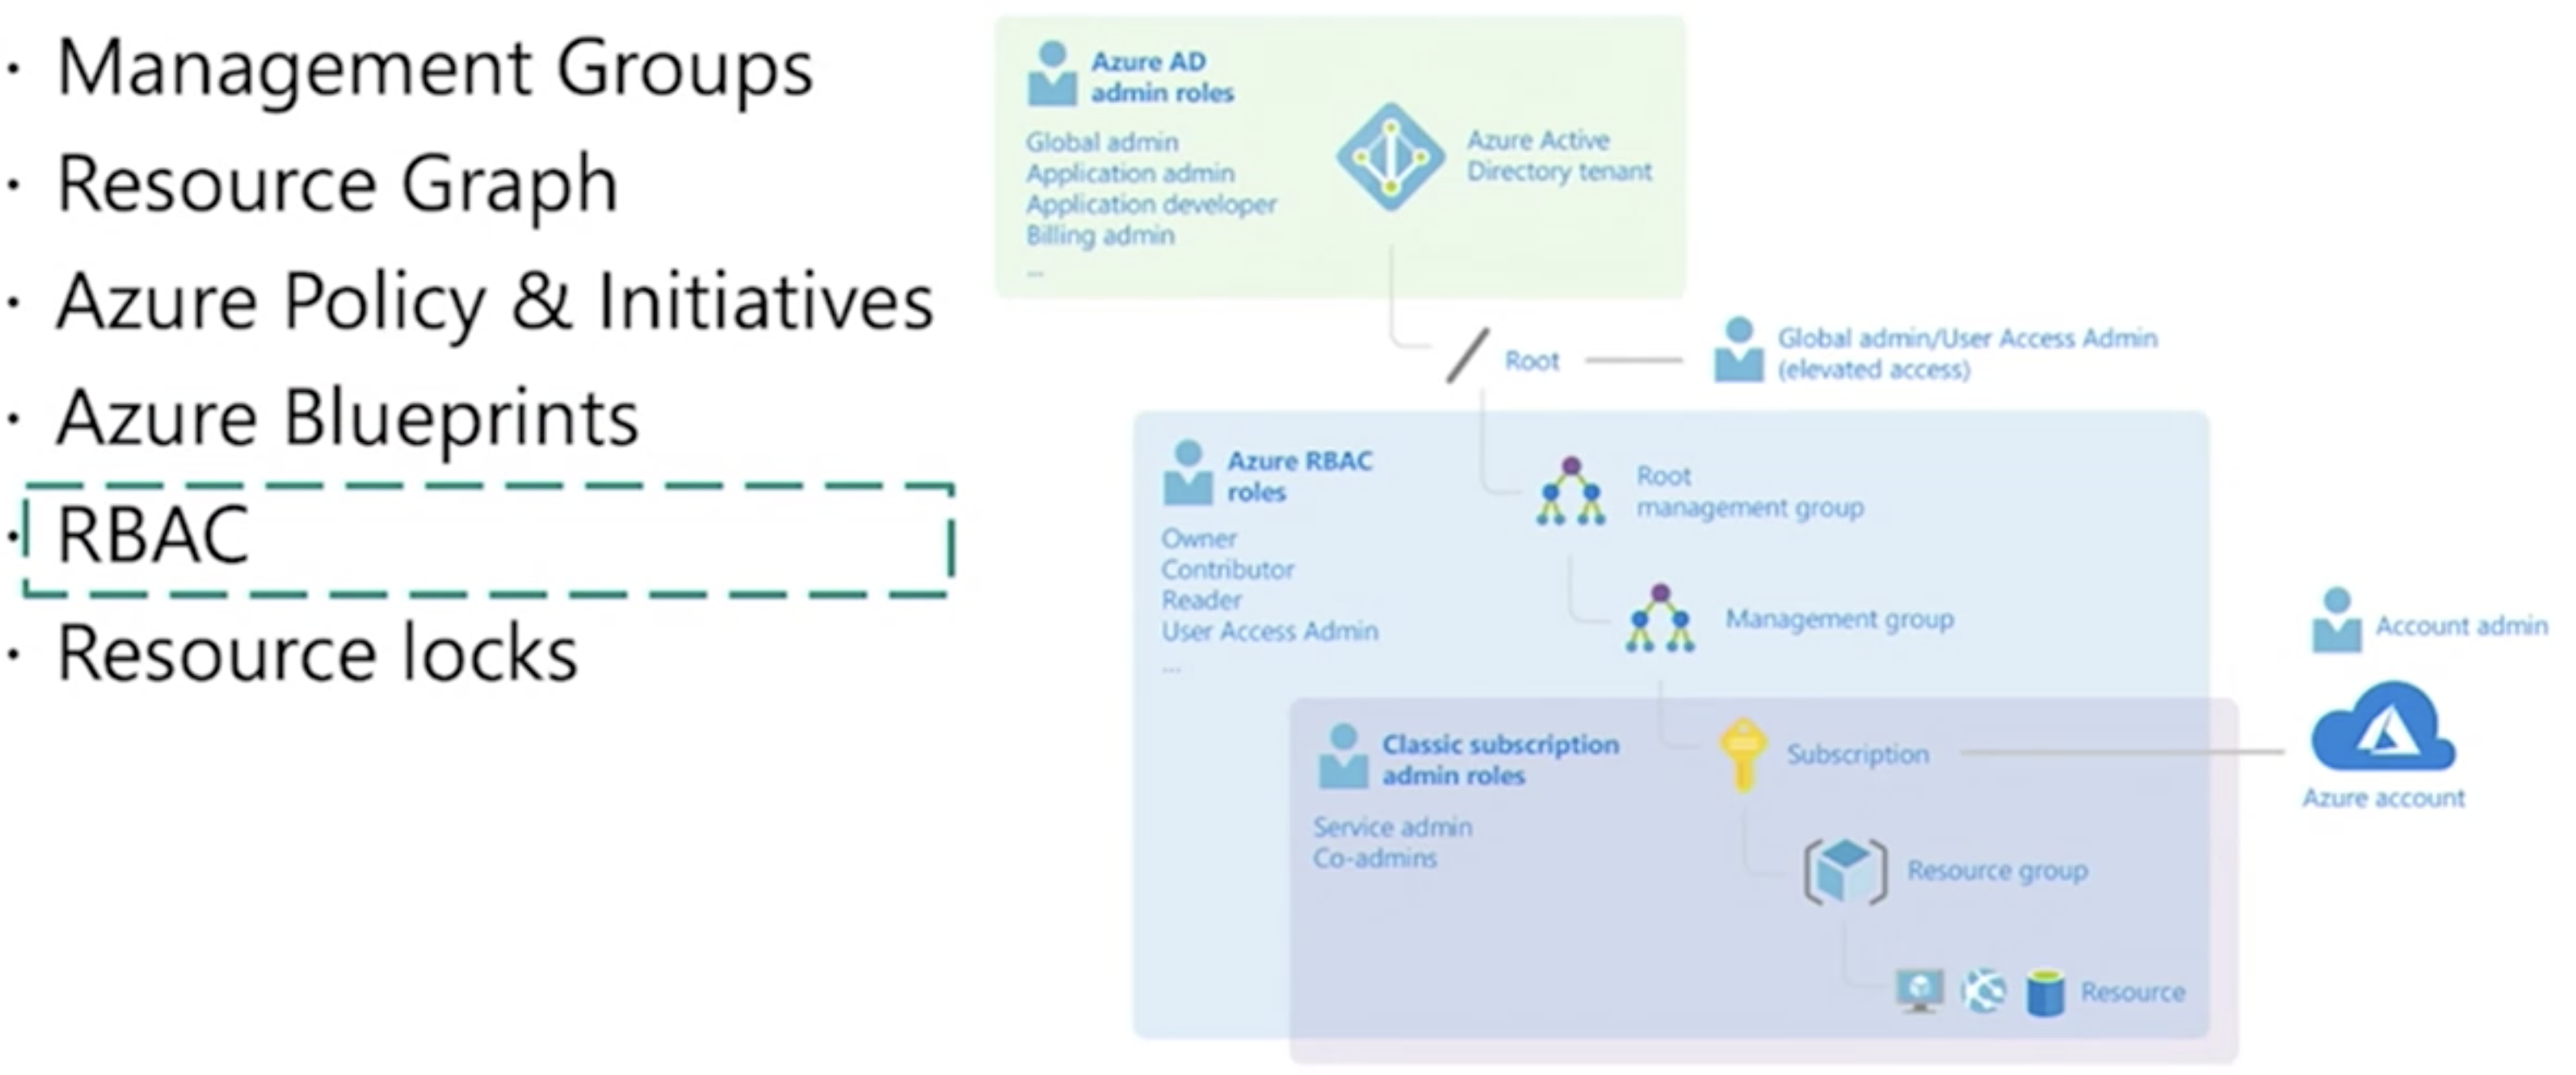 · Management Groups
· Resource Graph
· Azure Policy & Initiatives
· Azure Blueprints
· RBAC
· Resource locks
Azure AD
admin roles
Global admin
Application admin
Application developer
Billing admin
...
Azure Active
Directory tenant
Root
Global admin/User Access Admin
(elevated access)
Azure RBAC
roles
Owner
Contributor
Reader
User Access Admin
...
Root
management group
Management group
Classic subscription
admin roles
Service admin
Co-admins
Subscription
Resource group
Resource
Account admin
Azure account